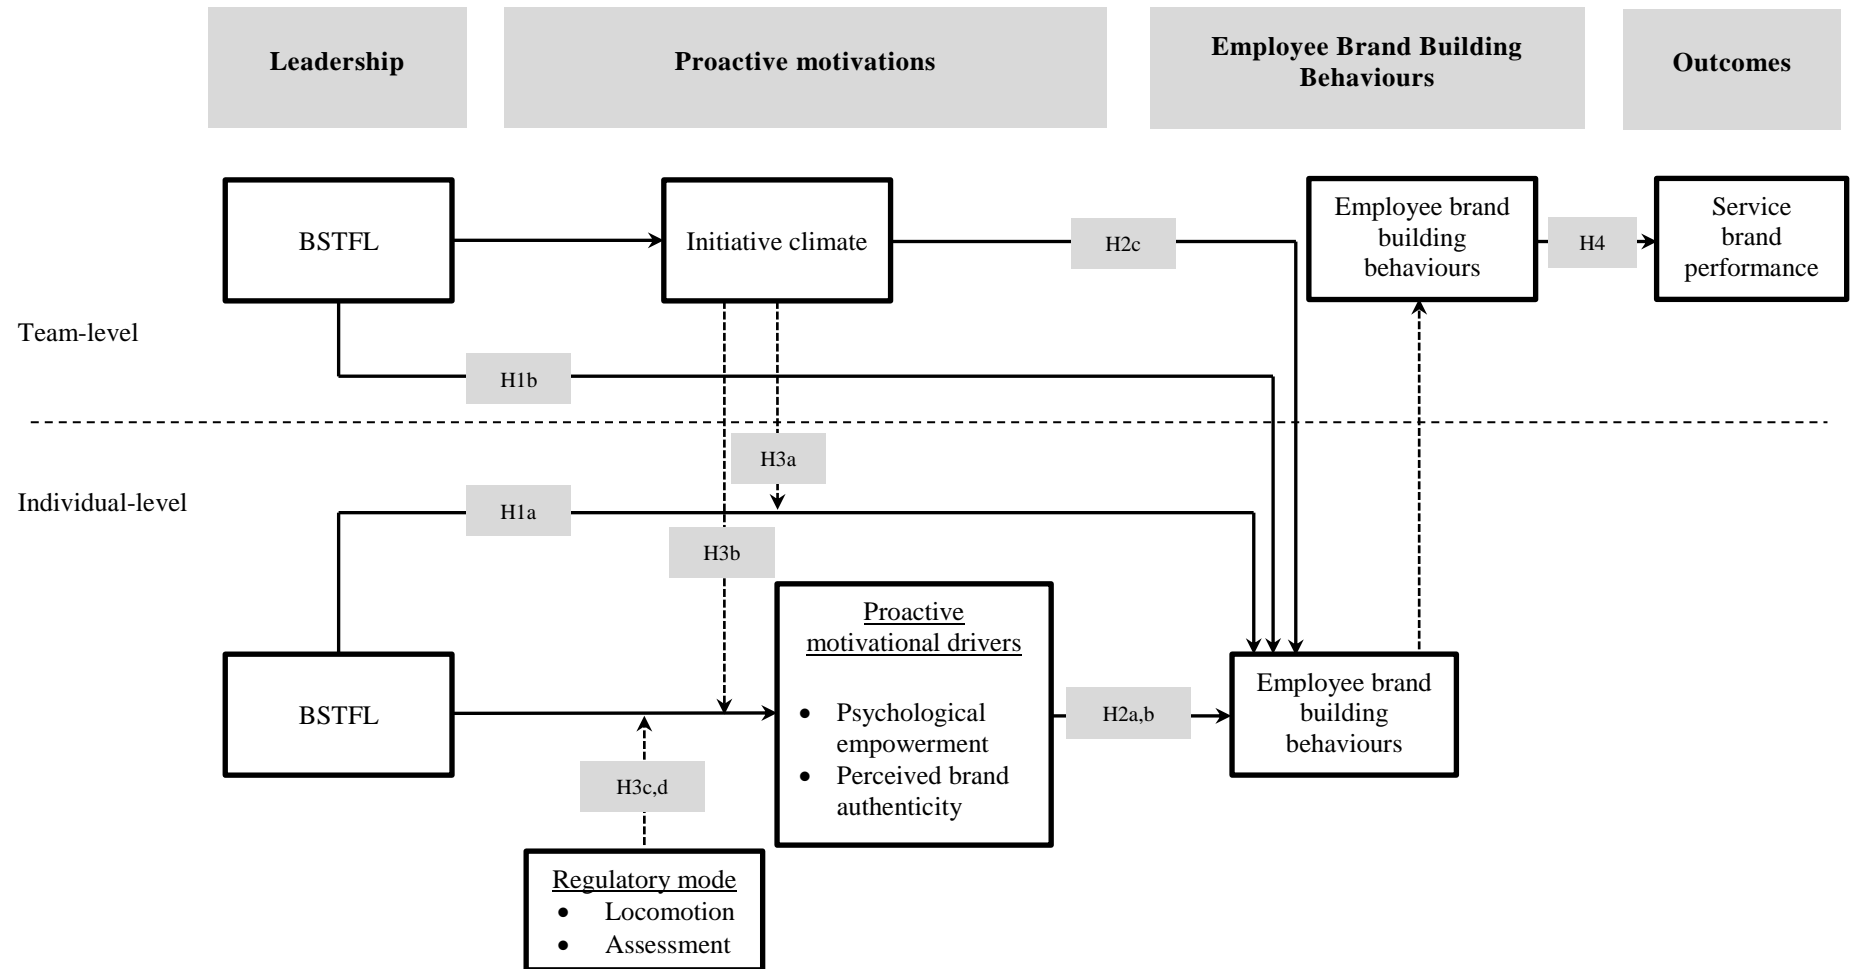 Leadership
Proactive motivations
Employee Brand Building
Behaviours
Outcomes
BSTFL
Initiative climate
H2c
Employee brand
building
behaviours
H4
Service
brand
performance
Team-level
H1b
H3a
Individual-level
H1a
H3b
BSTFL
Proactive
motivational drivers
• Psychological
empowerment
• Perceived brand
authenticity
H2a,b
Employee brand
building
behaviours
H3c,d
Regulatory mode
• Locomotion
• Assessment